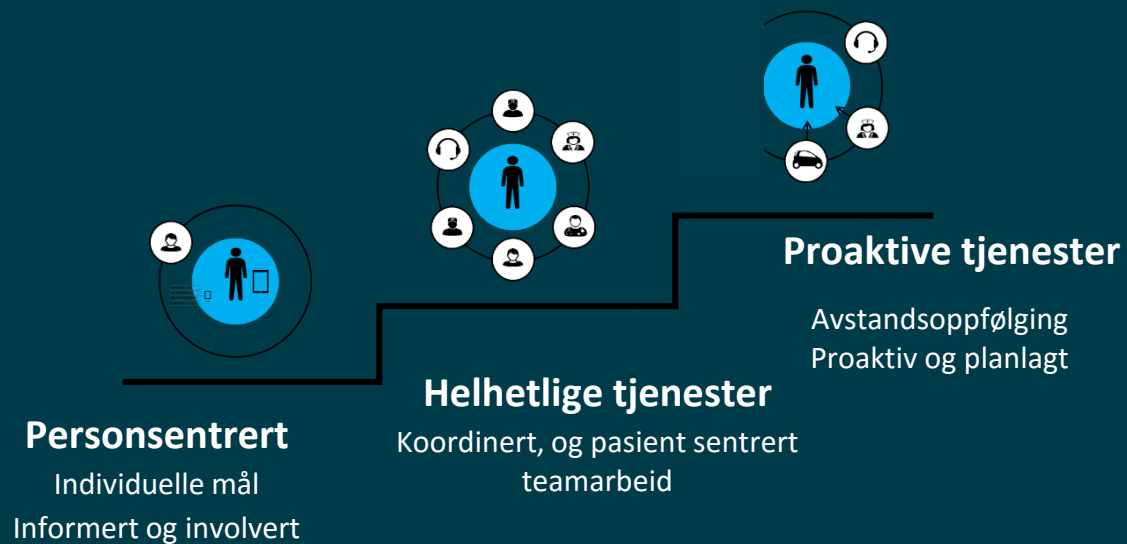 Personsentrert
Individuelle mål
Informert og involvert
Helhetlige tjenester
Koordinert, og pasient sentrert
teamarbeid
Proaktive tjenester
Avstandsoppfølging
Proaktiv og planlagt